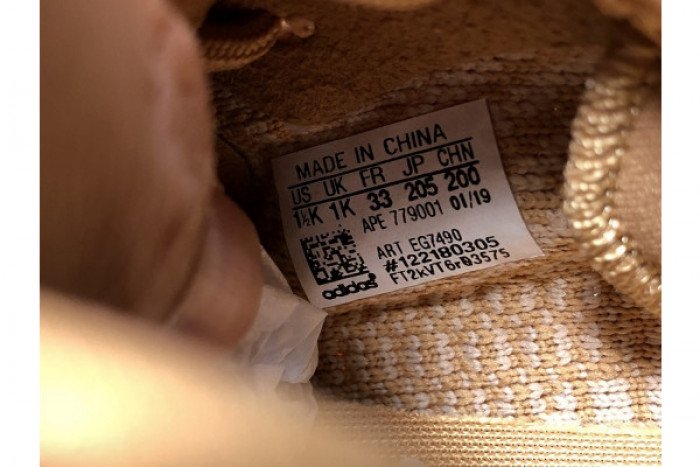 MADE IN CHINA
US UK FR JP CHN
1½K 1K 33 205 200
APE 779001 01/19
ART EG7490
#122180305
adidas